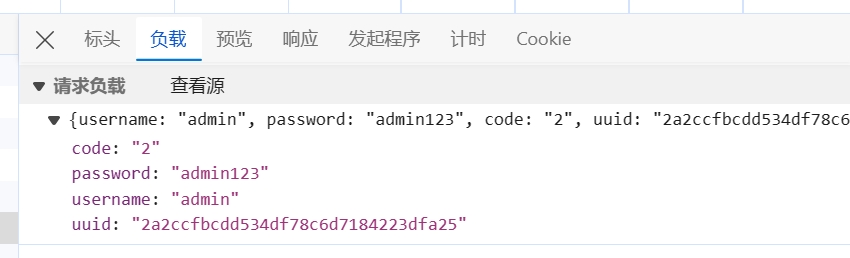 标头 负载 预览 响应 发起程序 计时 Cookie
请求负载 查看源
{username: "admin", password: "admin123", code: "2", uuid: "2a2ccfbcdd534df78c6
code: "2"
password: "admin123"
username: "admin"
uuid: "2a2ccfbcdd534df78c6d7184223dfa25"